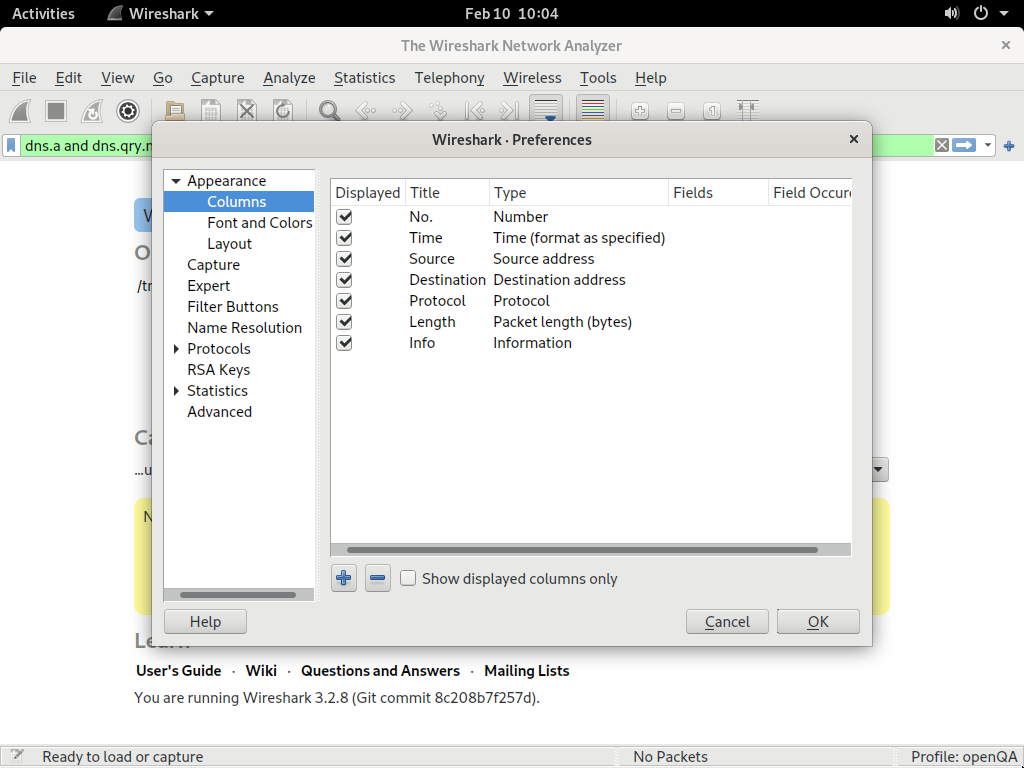 Activities Wireshark Feb 10 10:04
The Wireshark Network Analyzer
File Edit View Go Capture Analyze Statistics Telephony Wireless Tools Help
Wireshark · Preferences
dns.a and dns.qry.n
Appearance
Columns
Font and Colors
Layout
Capture
Expert
Filter Buttons
Name Resolution
Protocols
RSA Keys
Statistics
Advanced
Displayed Title Type Fields Field Occure
No. Number
Time Time (format as specified)
Source Source address
Destination Destination address
Protocol Protocol
Length Packet length (bytes)
Info Information
Show displayed columns only
Help Cancel OK
User's Guide · Wiki · Questions and Answers · Mailing Lists
You are running Wireshark 3.2.8 (Git commit 8c208b7f257d).
Ready to load or capture No Packets Profile: openQA